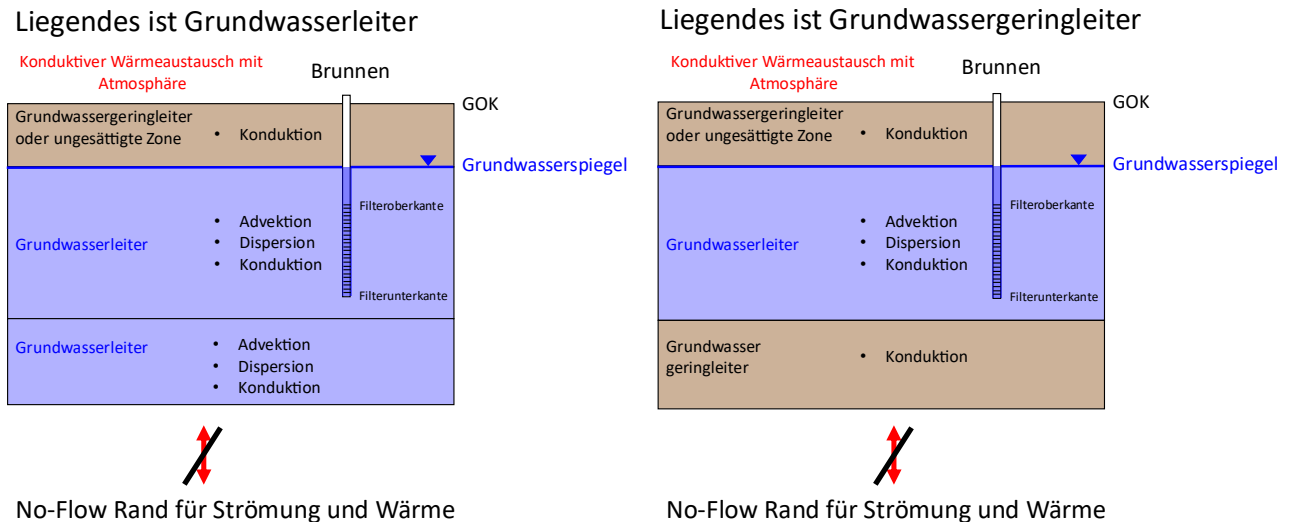 Liegendes ist Grundwasserleiter
Konduktiver Wärmeaustausch mit
Atmosphäre
Brunnen
GOK
Grundwassergeringleiter
oder ungesättigte Zone
• Konduktion
Grundwasserspiegel
Filteroberkante
Grundwasserleiter
• Advektion
• Dispersion
• Konduktion
Filterunterkante
Grundwasserleiter
• Advektion
• Dispersion
• Konduktion
No-Flow Rand für Strömung und Wärme
Liegendes ist Grundwassergeringleiter
Konduktiver Wärmeaustausch mit
Atmosphäre
Brunnen
GOK
Grundwassergeringleiter
oder ungesättigte Zone
• Konduktion
Grundwasserspiegel
Filteroberkante
Grundwasserleiter
• Advektion
• Dispersion
• Konduktion
Filterunterkante
Grundwasser
geringleiter
• Konduktion
No-Flow Rand für Strömung und Wärme